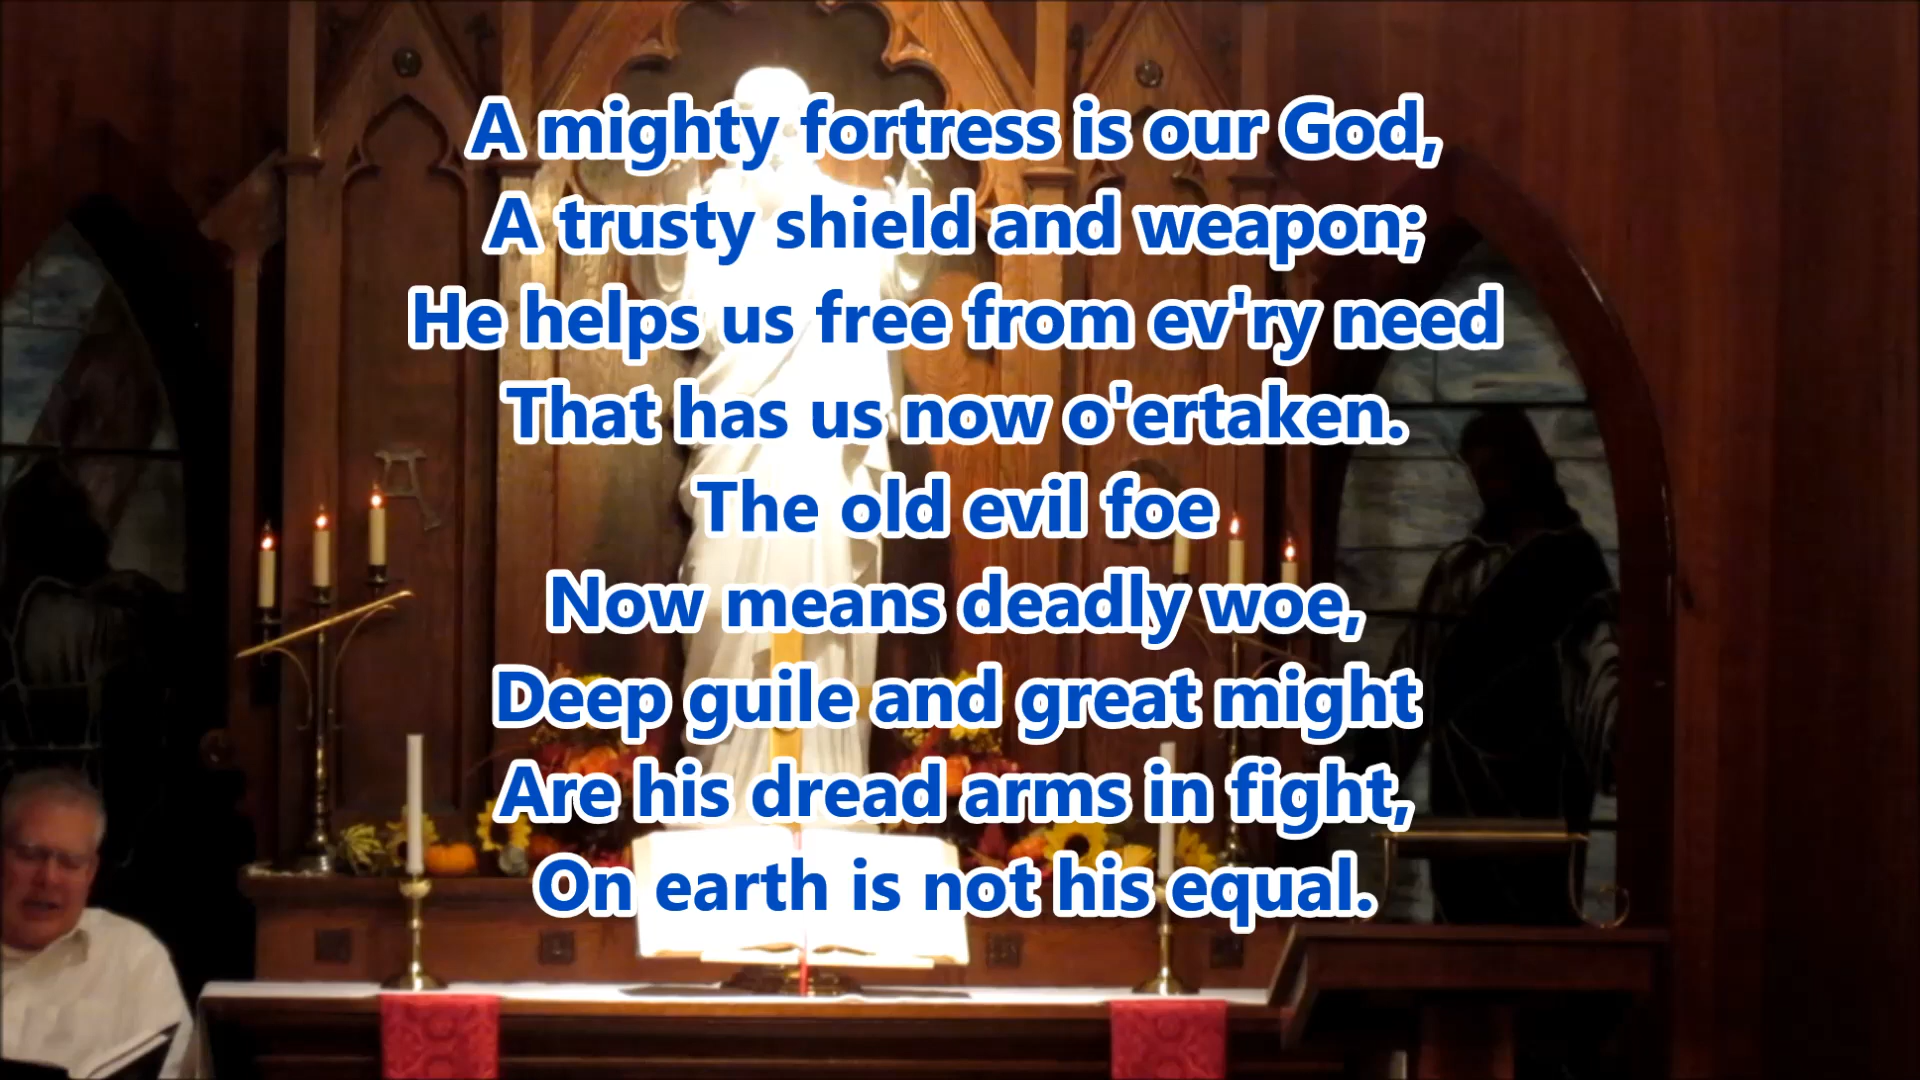 A mighty fortress is our God,
A trusty shield and weapon;
He helps us free from ev'ry need
That has us now o'ertaken.
The old evil foe
Now means deadly woe,
Deep guile and great might
Are his dread arms in fight,
On earth is not his equal.